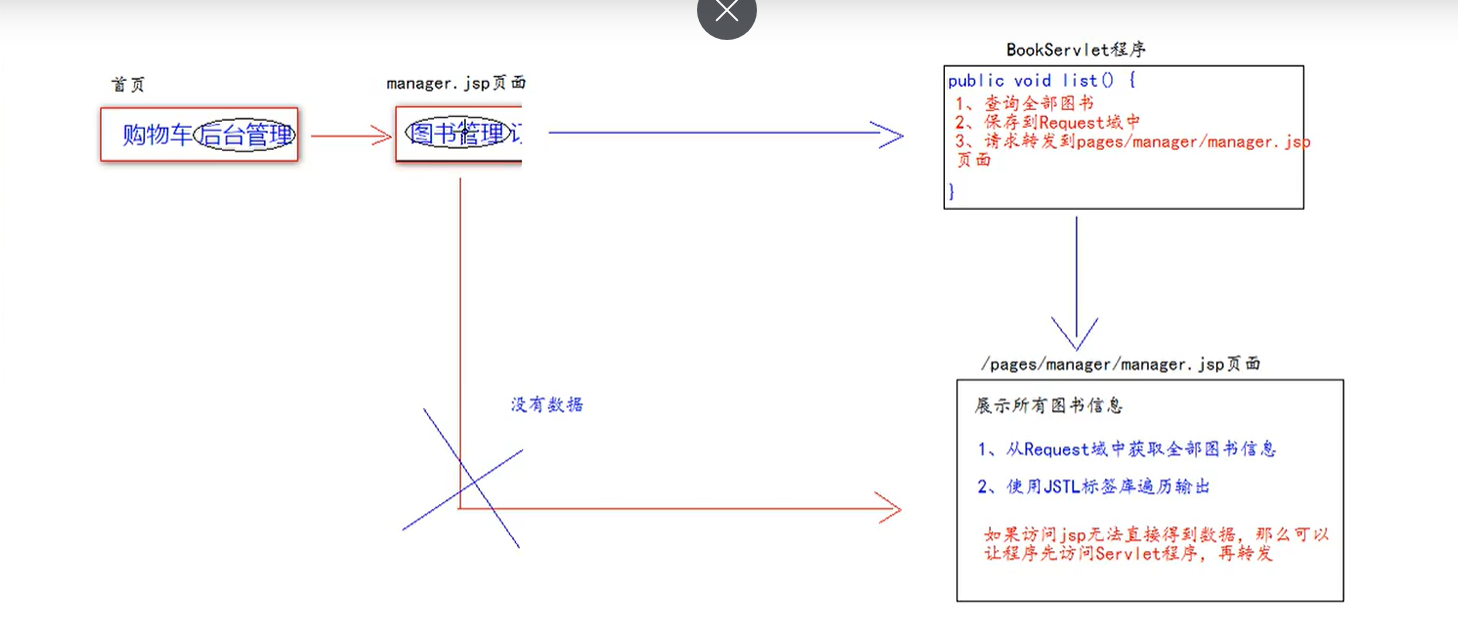 首页
购物车 后台管理
manager.jsp页面
图书管理
BookServlet程序
public void list() {
1、查询全部图书
2、保存到Request域中
3、请求转发到pages/manager/manager.jsp
页面
}
没有数据
/pages/manager/manager.jsp页面
展示所有图书信息
1、从Request域中获取全部图书信息
2、使用JSTL标签库遍历输出
如果访问jsp无法直接得到数据，那么可以
让程序先访问Servlet程序，再转发